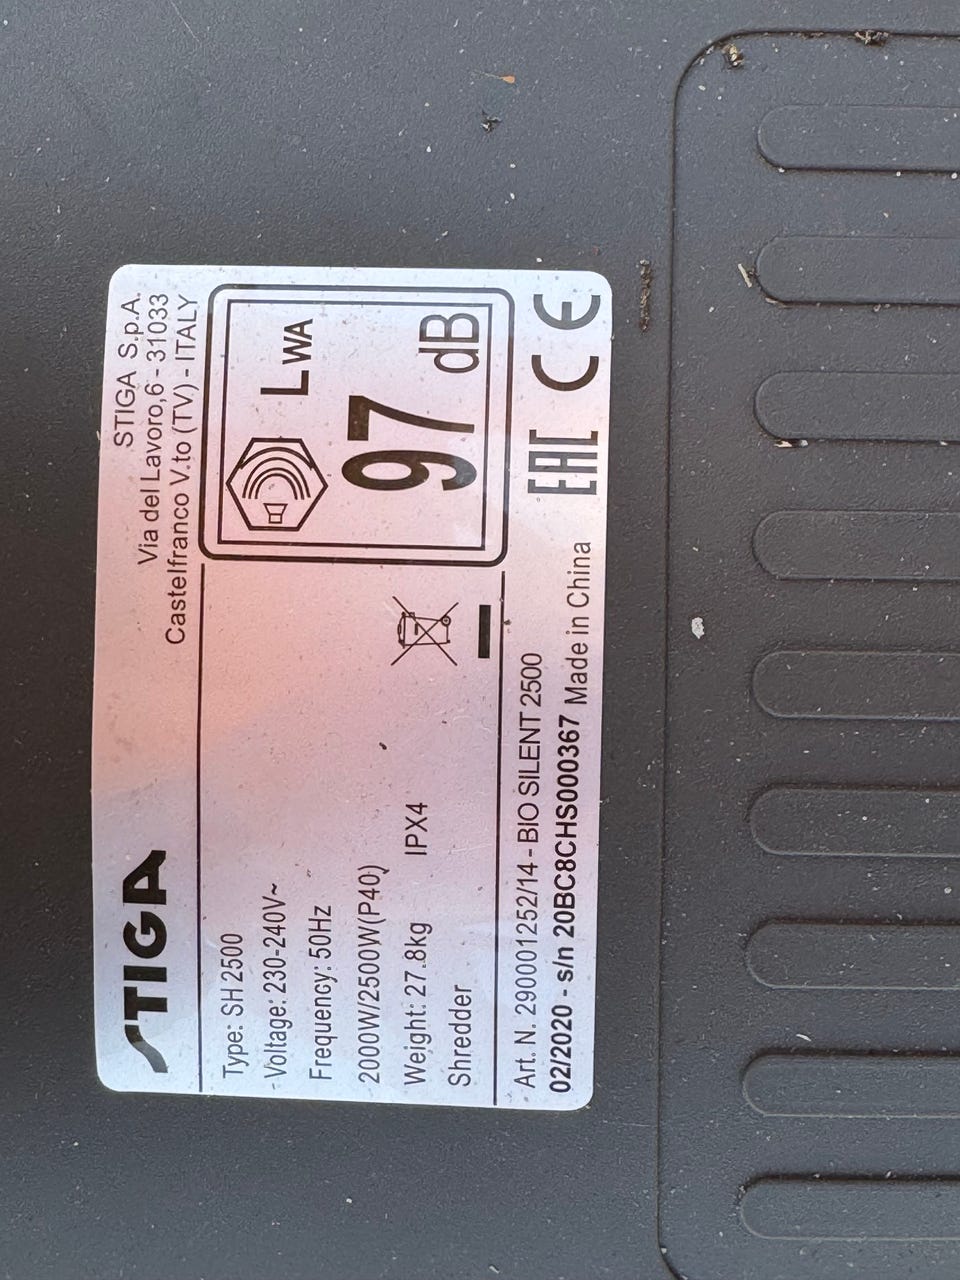 STIGA
STIGA S.p.A.
Via del Lavoro,6 - 31033
Castelfranco V.to (TV) - ITALY
Type: SH 2500
Voltage: 230-240V~
Frequency: 50Hz
2000W/2500W(P40)
Weight: 27.8kg IPX4
Shredder
LWA
97
dB
Art. N. 290001252/14 - BIO SILENT 2500
02/2020 - s/n 20BC8CHS000367 Made in China
EAC CE